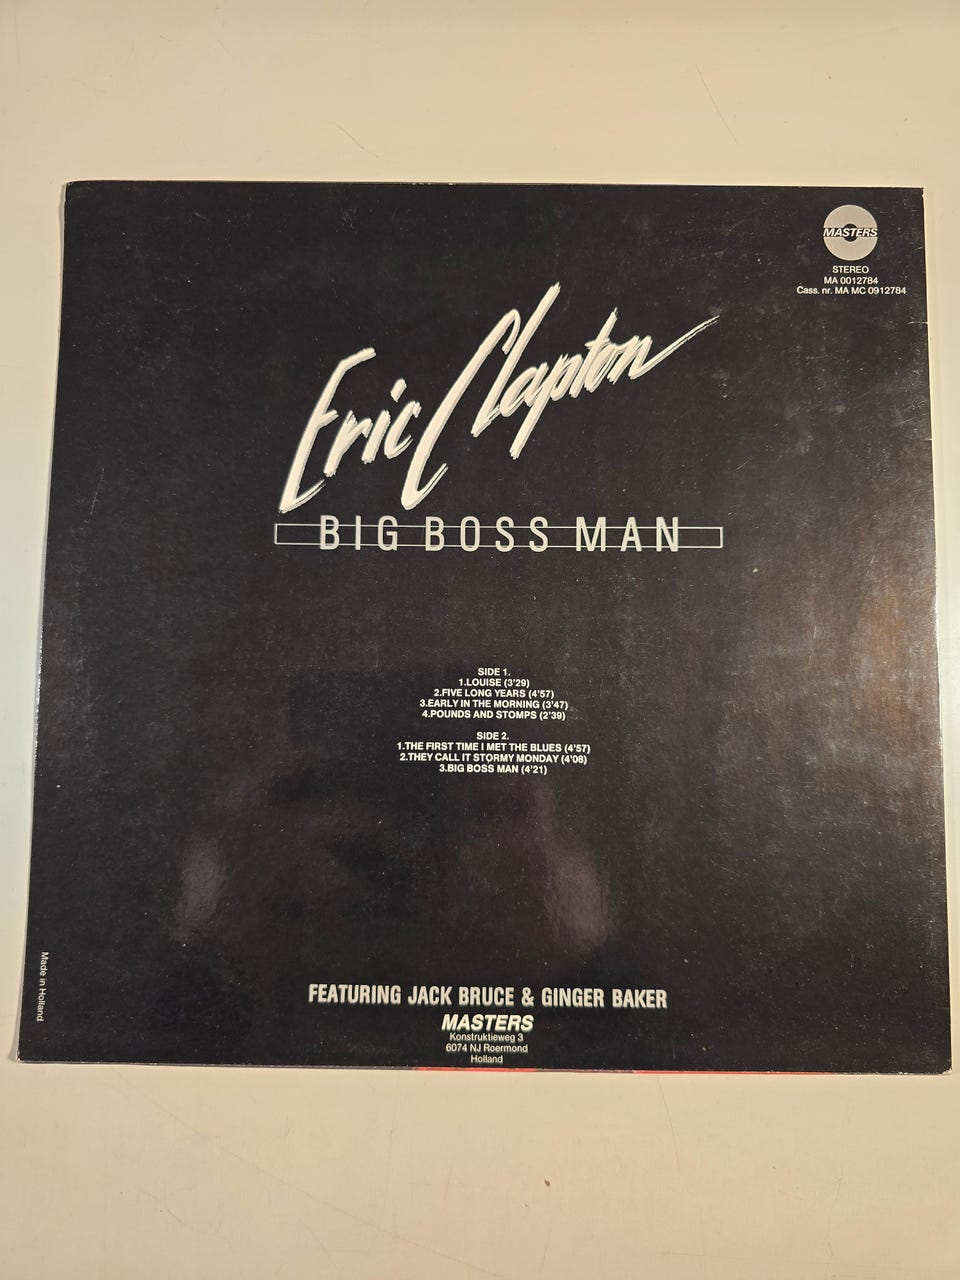 MASTERS
STEREO
MA 0012784
Cass. nr. MA MC 0912784
Eric Clapton
BIG BOSS MAN
SIDE 1.
1.LOUISE (3'29)
2.FIVE LONG YEARS (4'57)
3.EARLY IN THE MORNING (3'47)
4.POUNDS AND STOMPS (2'39)
SIDE 2.
1.THE FIRST TIME I MET THE BLUES (4'57)
2.THEY CALL IT STORMY MONDAY (4'08)
3.BIG BOSS MAN (4'21)
Made in Holland
FEATURING JACK BRUCE & GINGER BAKER
MASTERS
Konstruktieweg 3
6074 NJ Roermond
Holland